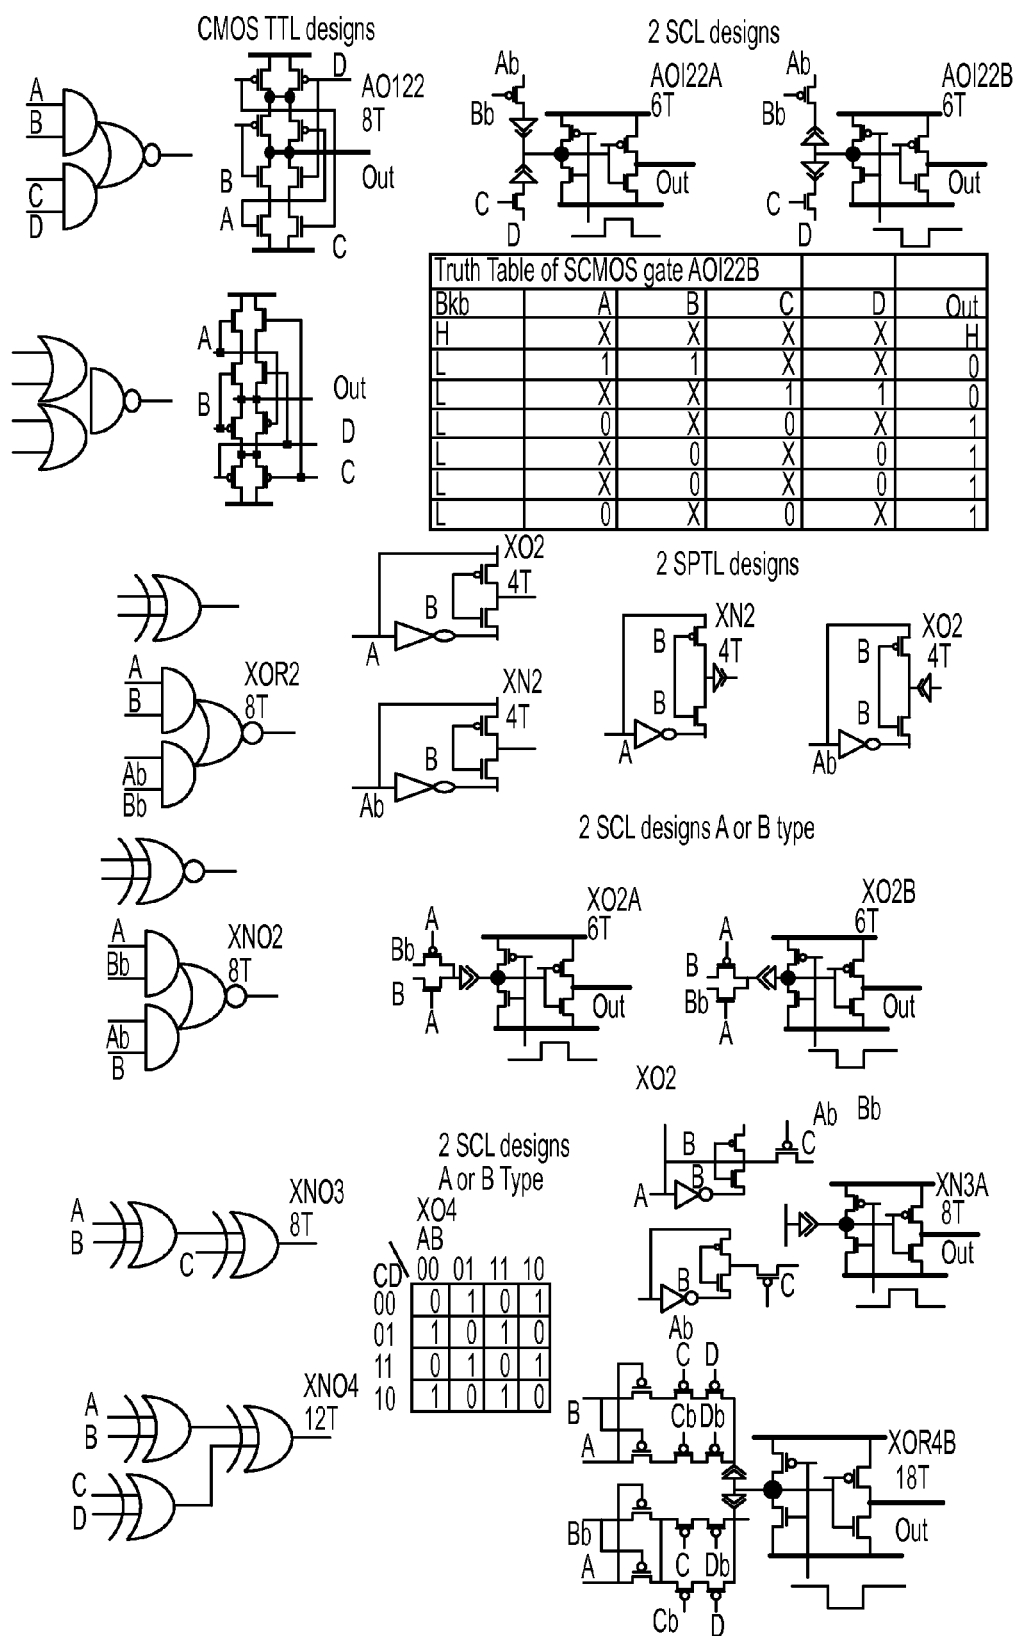 CMOS TTL designs
2 SCL designs
A
B
C
D
D
AO122
8T
Out
B
A
C
Ab
Bb
AOI22A
6T
Out
C
D
Ab
Bb
AOI22B
6T
Out
C
D
Truth Table of SCMOS gate AOI22B
Bkb A B C D Out
H X X X X H
L 1 1 X X 0
L X X 1 1 0
L 0 X 0 X 1
L X 0 X 0 1
L X 0 X 0 1
L 0 X 0 X 1
A
B
Out
D
C
XO2
4T
B
A
2 SPTL designs
XN2
4T
B
B
A
XO2
4T
B
B
Ab
A
B
XOR2
8T
Ab
Bb
XN2
4T
B
Ab
2 SCL designs A or B type
A
Bb
XNO2
8T
Ab
B
XO2A
6T
A
Bb
B
A
Out
XO2B
6T
A
B
Bb
A
Out
XO2
Ab Bb
B
C
B
A
2 SCL designs
A or B Type
XO4
AB
CD 00 01 11 10
00 0 1 0 1
01 1 0 1 0
11 0 1 0 1
10 1 0 1 0
A
B
C
XNO3
8T
XN3A
8T
Out
B
C
Ab
A
B
C
D
XNO4
12T
C D
B
Cb Db
A
XOR4B
18T
Out
Bb
C Db
A
Cb D